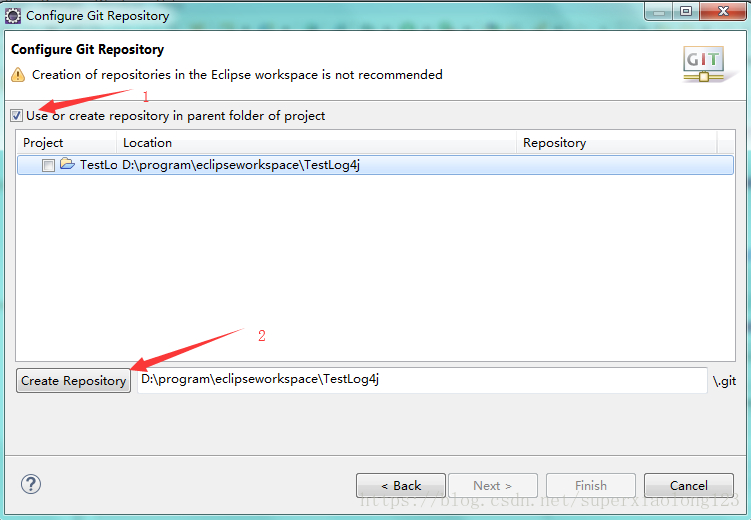 Configure Git Repository
Configure Git Repository
Creation of repositories in the Eclipse workspace is not recommended
GIT
1
Use or create repository in parent folder of project
Project Location Repository
TestLo D:\program\eclipseworkspace\TestLog4j
2
Create Repository D:\program\eclipseworkspace\TestLog4j \.git
? < Back Next > Finish Cancel
https://blog.csdn.net/superxiaolong123